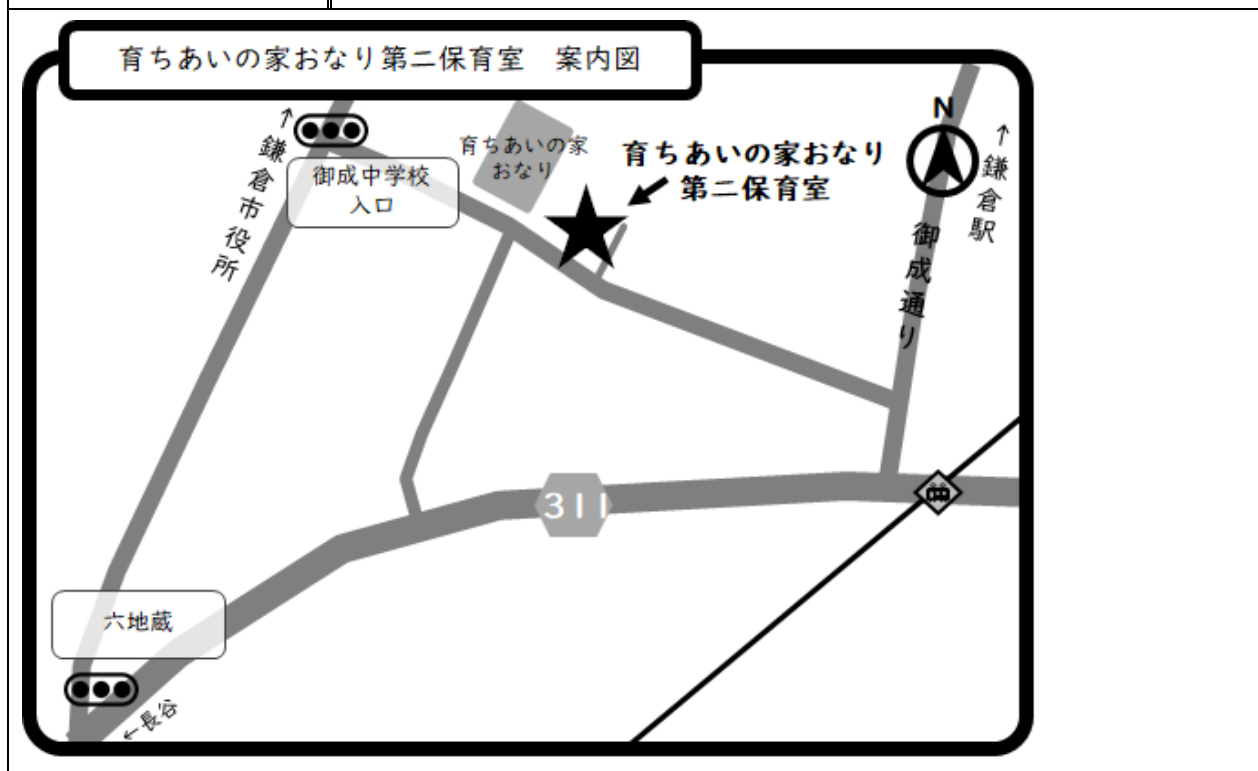 育ちあいの家おなり第二保育室　案内図
↑鎌倉市役所
御成中学校
入口
育ちあいの家
おなり
育ちあいの家おなり
第二保育室
N
↑鎌倉駅
御成通り
311
六地蔵
←長谷